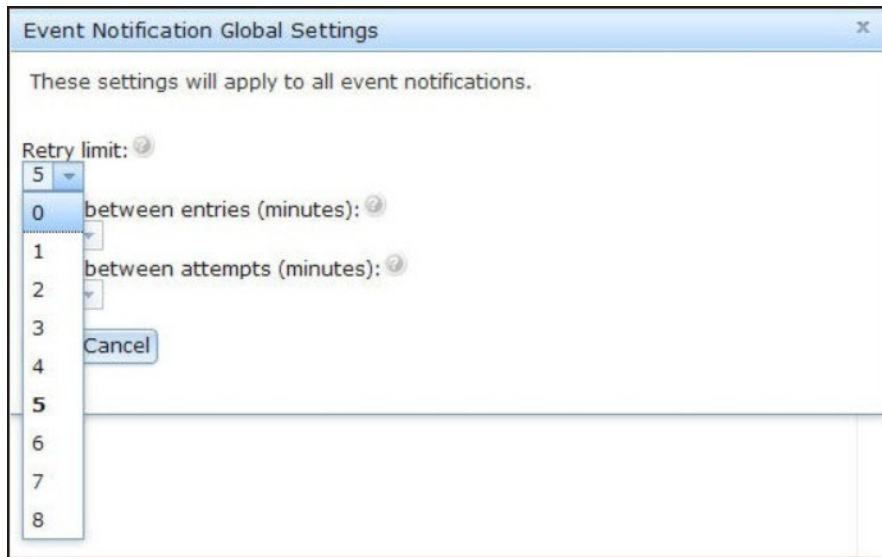 Event Notification Global Settings x
These settings will apply to all event notifications.
Retry limit: ?
5
0
between entries (minutes): ?
1
between attempts (minutes): ?
2
3
Cancel
4
5
6
7
8